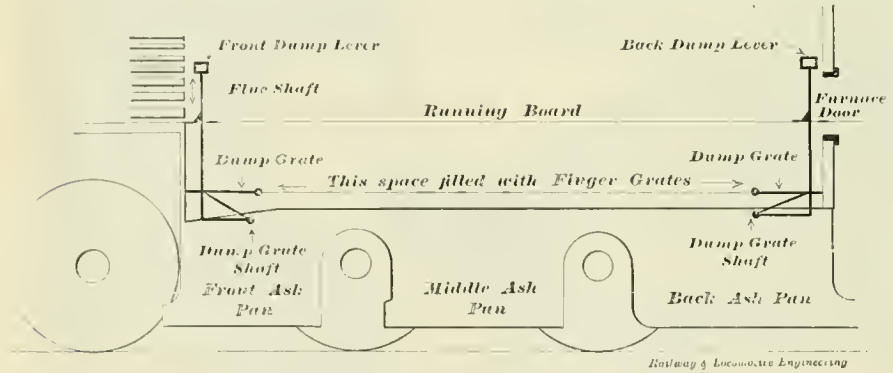 Front Dump Lever
Back Dump Lever
Flue Shaft
Running Board
Furnace
Door
Dump Grate
Dump Grate
This space filled with Finger Grates
Dump Grate
Shaft
Dump Grate
Shaft
Front Ash
Pan
Middle Ash
Pan
Back Ash Pan
Railway & Locomotive Engineering